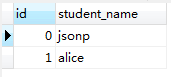 id student_name
0 jsonp
1 alice